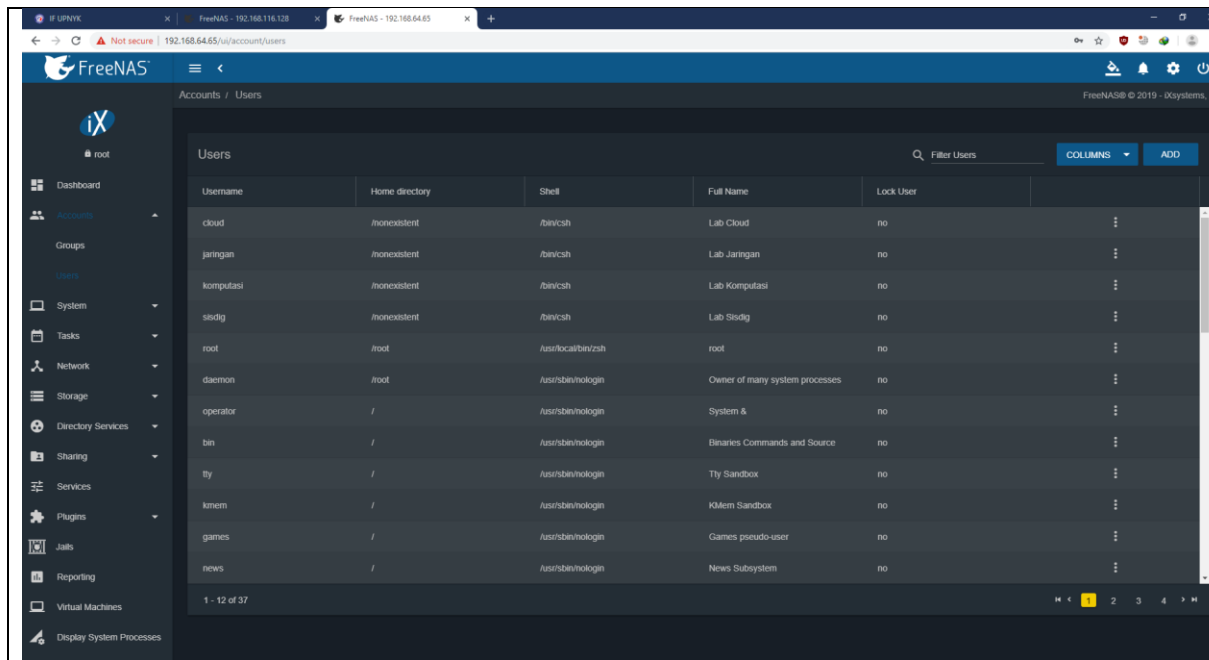 IF UPNYK
FreeNAS - 192.168.116.128
FreeNAS - 192.168.64.65
Not secure 192.168.64.65/ui/account/users
FreeNAS
Accounts / Users
FreeNAS® © 2019 - iXsystems,
iX
root
Users
Filter Users
COLUMNS
ADD
Dashboard
Accounts
Groups
Users
System
Tasks
Network
Storage
Directory Services
Sharing
Services
Plugins
Jails
Reporting
Virtual Machines
Display System Processes
Username Home directory Shell Full Name Lock User
cloud /nonexistent /bin/csh Lab Cloud no
jaringan /nonexistent /bin/csh Lab Jaringan no
komputasi /nonexistent /bin/csh Lab Komputasi no
sisdig /nonexistent /bin/csh Lab Sisdig no
root /root /usr/local/bin/zsh root no
daemon /root /usr/sbin/nologin Owner of many system processes no
operator / /usr/sbin/nologin System & no
bin / /usr/sbin/nologin Binaries Commands and Source no
tty / /usr/sbin/nologin Tty Sandbox no
kmem / /usr/sbin/nologin KMem Sandbox no
games / /usr/sbin/nologin Games pseudo-user no
news / /usr/sbin/nologin News Subsystem no
1 - 12 of 37
1 2 3 4